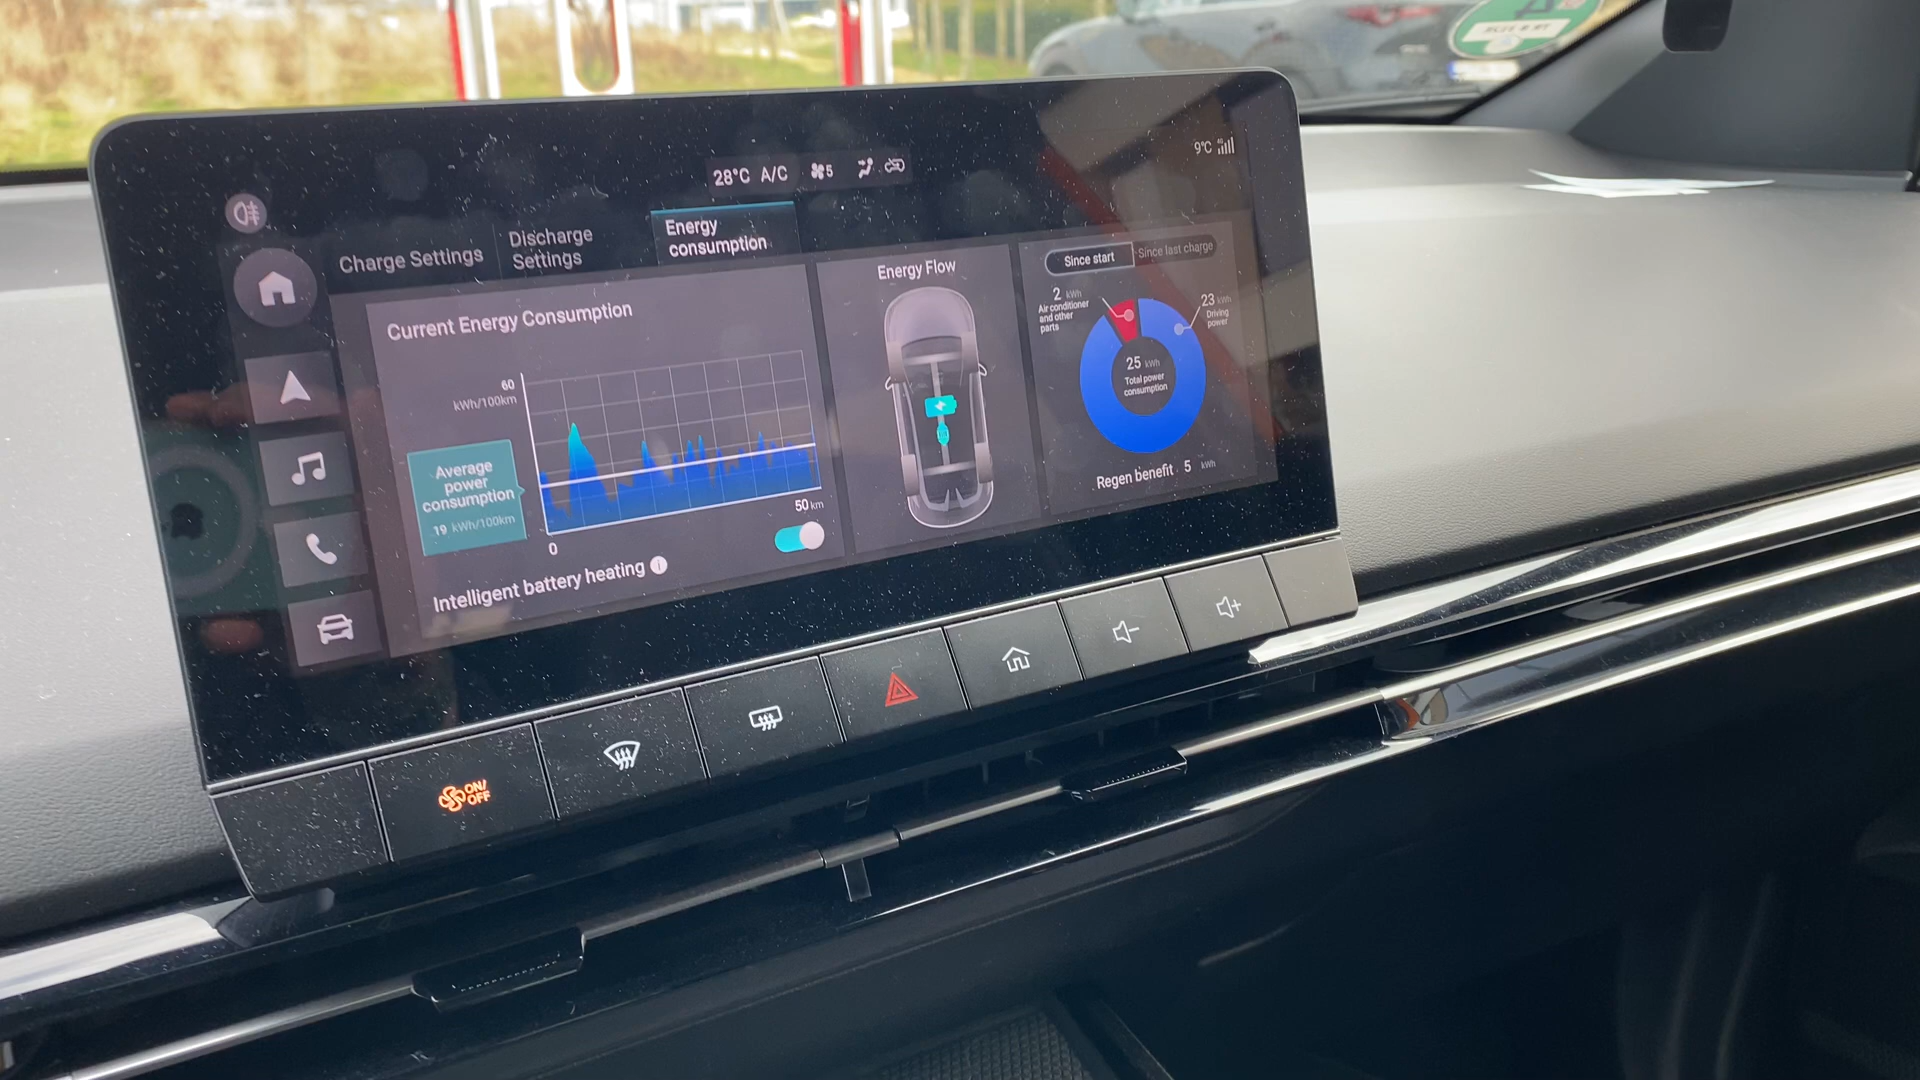 28°C A/C 5
9°C
Charge Settings
Discharge
Settings
Energy
consumption
Current Energy Consumption
60
kWh/100km
Average
power
consumption
19 kWh/100km
0
50 km
Intelligent battery heating
Energy Flow
Since start
Since last charge
2 kWh
Air conditioner
and other
parts
23 kWh
Driving
power
25 kWh
Total power
consumption
Regen benefit 5 kWh
ON/
OFF